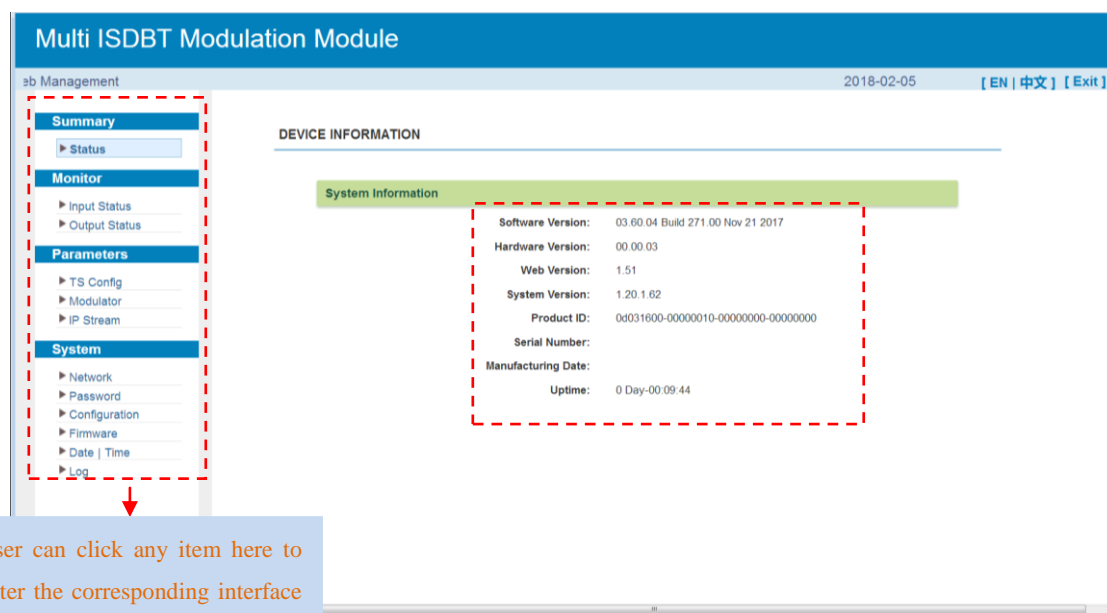 Multi ISDBT Modulation Module
eb Management 2018-02-05 [ EN | 中文 ] [ Exit ]
Summary
Status
Monitor
Input Status
Output Status
Parameters
TS Config
Modulator
IP Stream
System
Network
Password
Configuration
Firmware
Date | Time
Log
DEVICE INFORMATION
System Information
Software Version: 03.60.04 Build 271.00 Nov 21 2017
Hardware Version: 00.00.03
Web Version: 1.51
System Version: 1.20.1.62
Product ID: 0d031600-00000010-00000000-00000000
Serial Number:
Manufacturing Date:
Uptime: 0 Day-00:09:44
ser can click any item here to
ter the corresponding interface